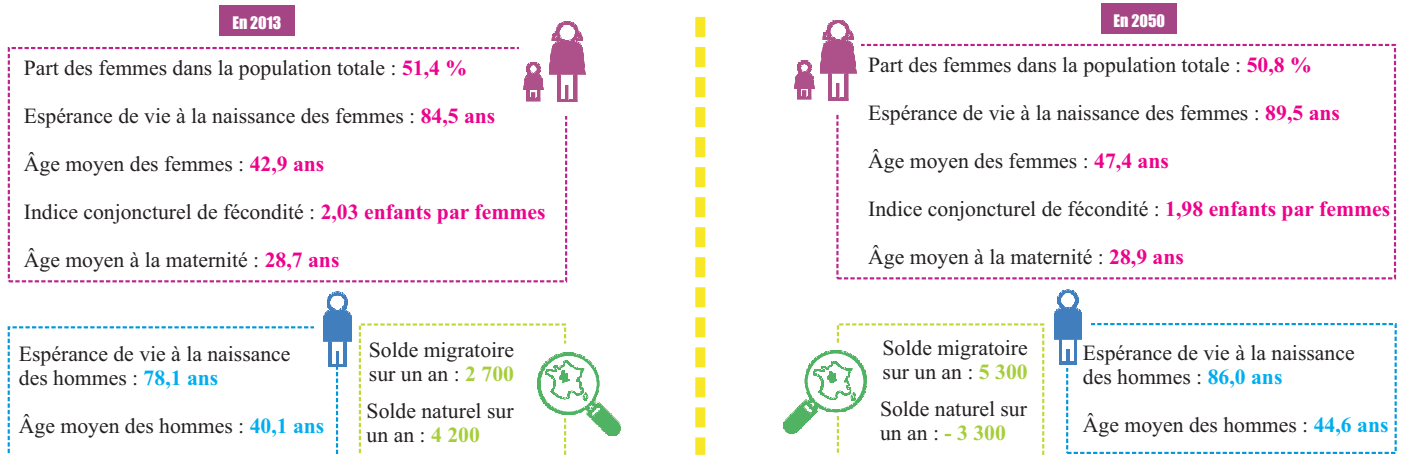 En 2013
Part des femmes dans la population totale : 51,4 %
Espérance de vie à la naissance des femmes : 84,5 ans
Âge moyen des femmes : 42,9 ans
Indice conjoncturel de fécondité : 2,03 enfants par femmes
Âge moyen à la maternité : 28,7 ans
Espérance de vie à la naissance
des hommes : 78,1 ans
Âge moyen des hommes : 40,1 ans
Solde migratoire
sur un an : 2 700
Solde naturel sur
un an : 4 200
En 2050
Part des femmes dans la population totale : 50,8 %
Espérance de vie à la naissance des femmes : 89,5 ans
Âge moyen des femmes : 47,4 ans
Indice conjoncturel de fécondité : 1,98 enfants par femmes
Âge moyen à la maternité : 28,9 ans
Solde migratoire
sur un an : 5 300
Solde naturel sur
un an : - 3 300
Espérance de vie à la naissance
des hommes : 86,0 ans
Âge moyen des hommes : 44,6 ans